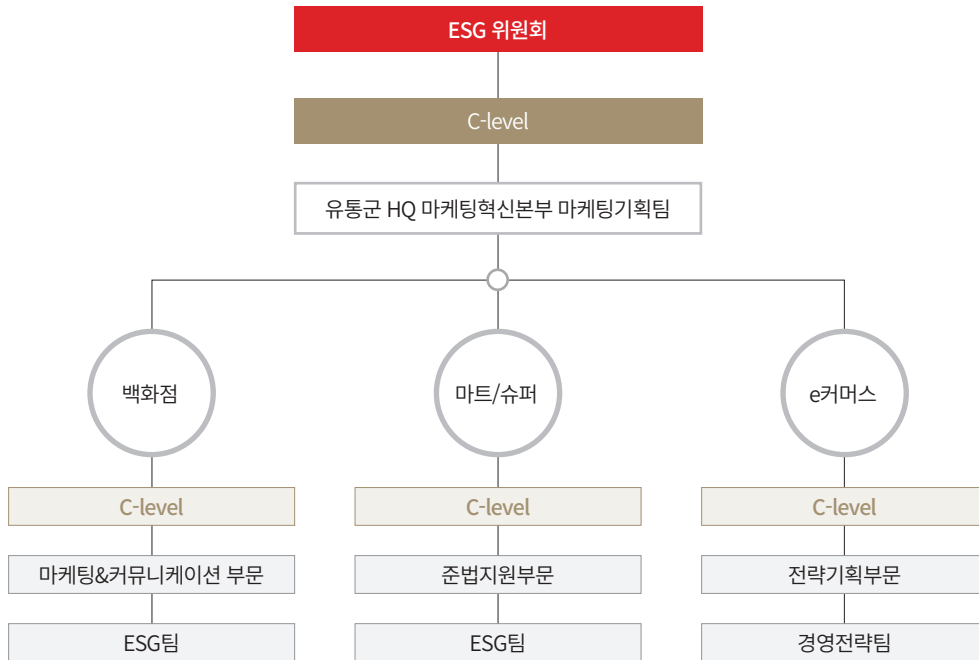 ESG 위원회
C-level
유통군 HQ 마케팅혁신본부 마케팅기획팀
백화점
마트/슈퍼
e커머스
C-level
C-level
C-level
마케팅&커뮤니케이션 부문
준법지원부문
전략기획부문
ESG팀
ESG팀
경영전략팀